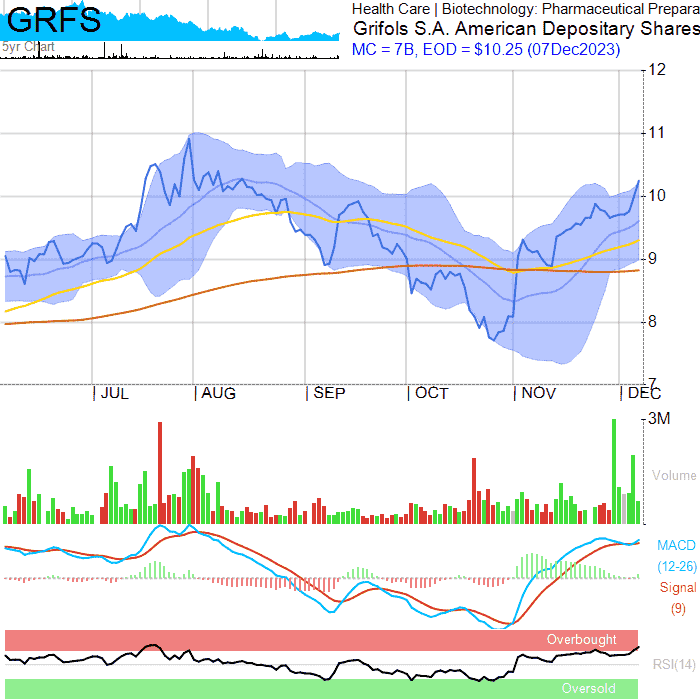 GRFS
Health Care | Biotechnology: Pharmaceutical Prepara
Grifols S.A. American Depositary Shares
5yr Chart
MC = 7B, EOD = $10.25 (07Dec2023)
12
11
10
9
8
7
JUL
AUG
SEP
OCT
NOV
DEC
3M
Volume
MACD
(12-26)
Signal
(9)
Overbought
RSI(14)
Oversold